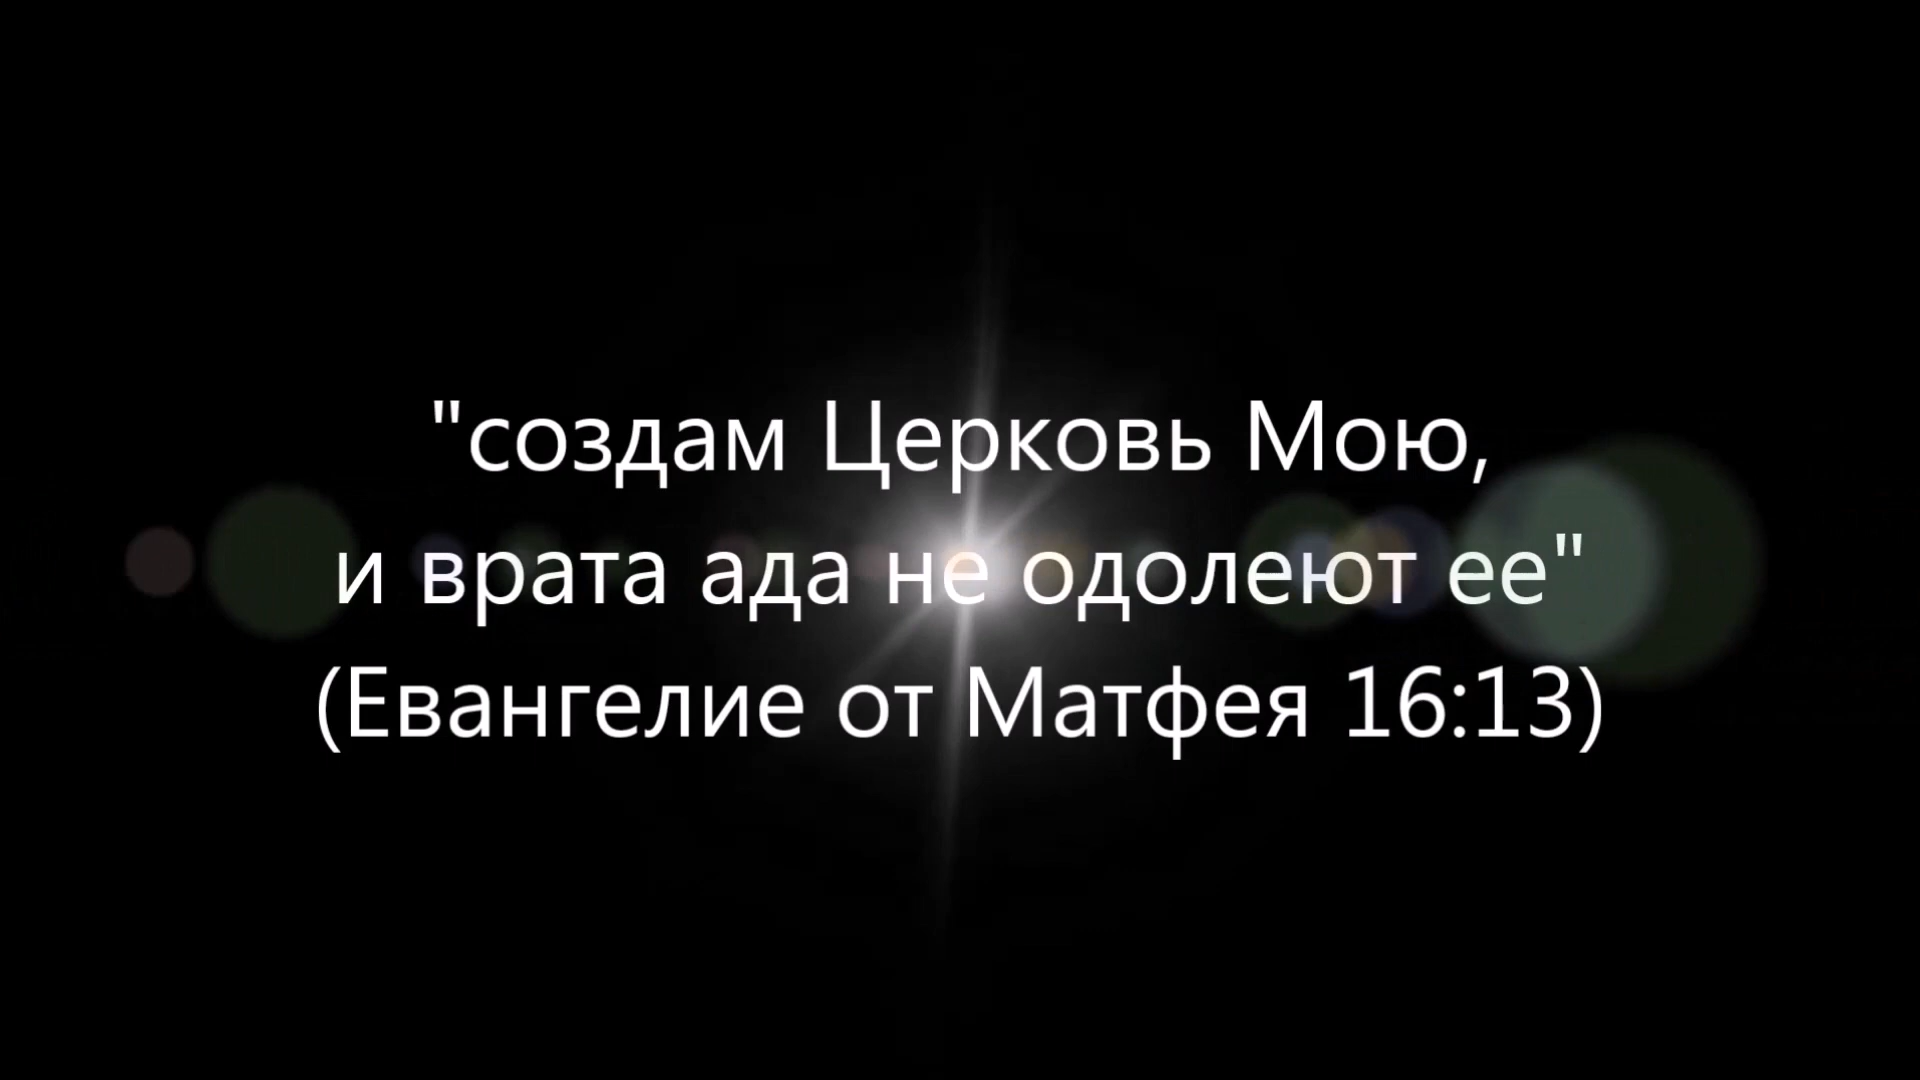 "создам Церковь Мою,
и врата ада не одолеют ее"
(Евангелие от Матфея 16:13)